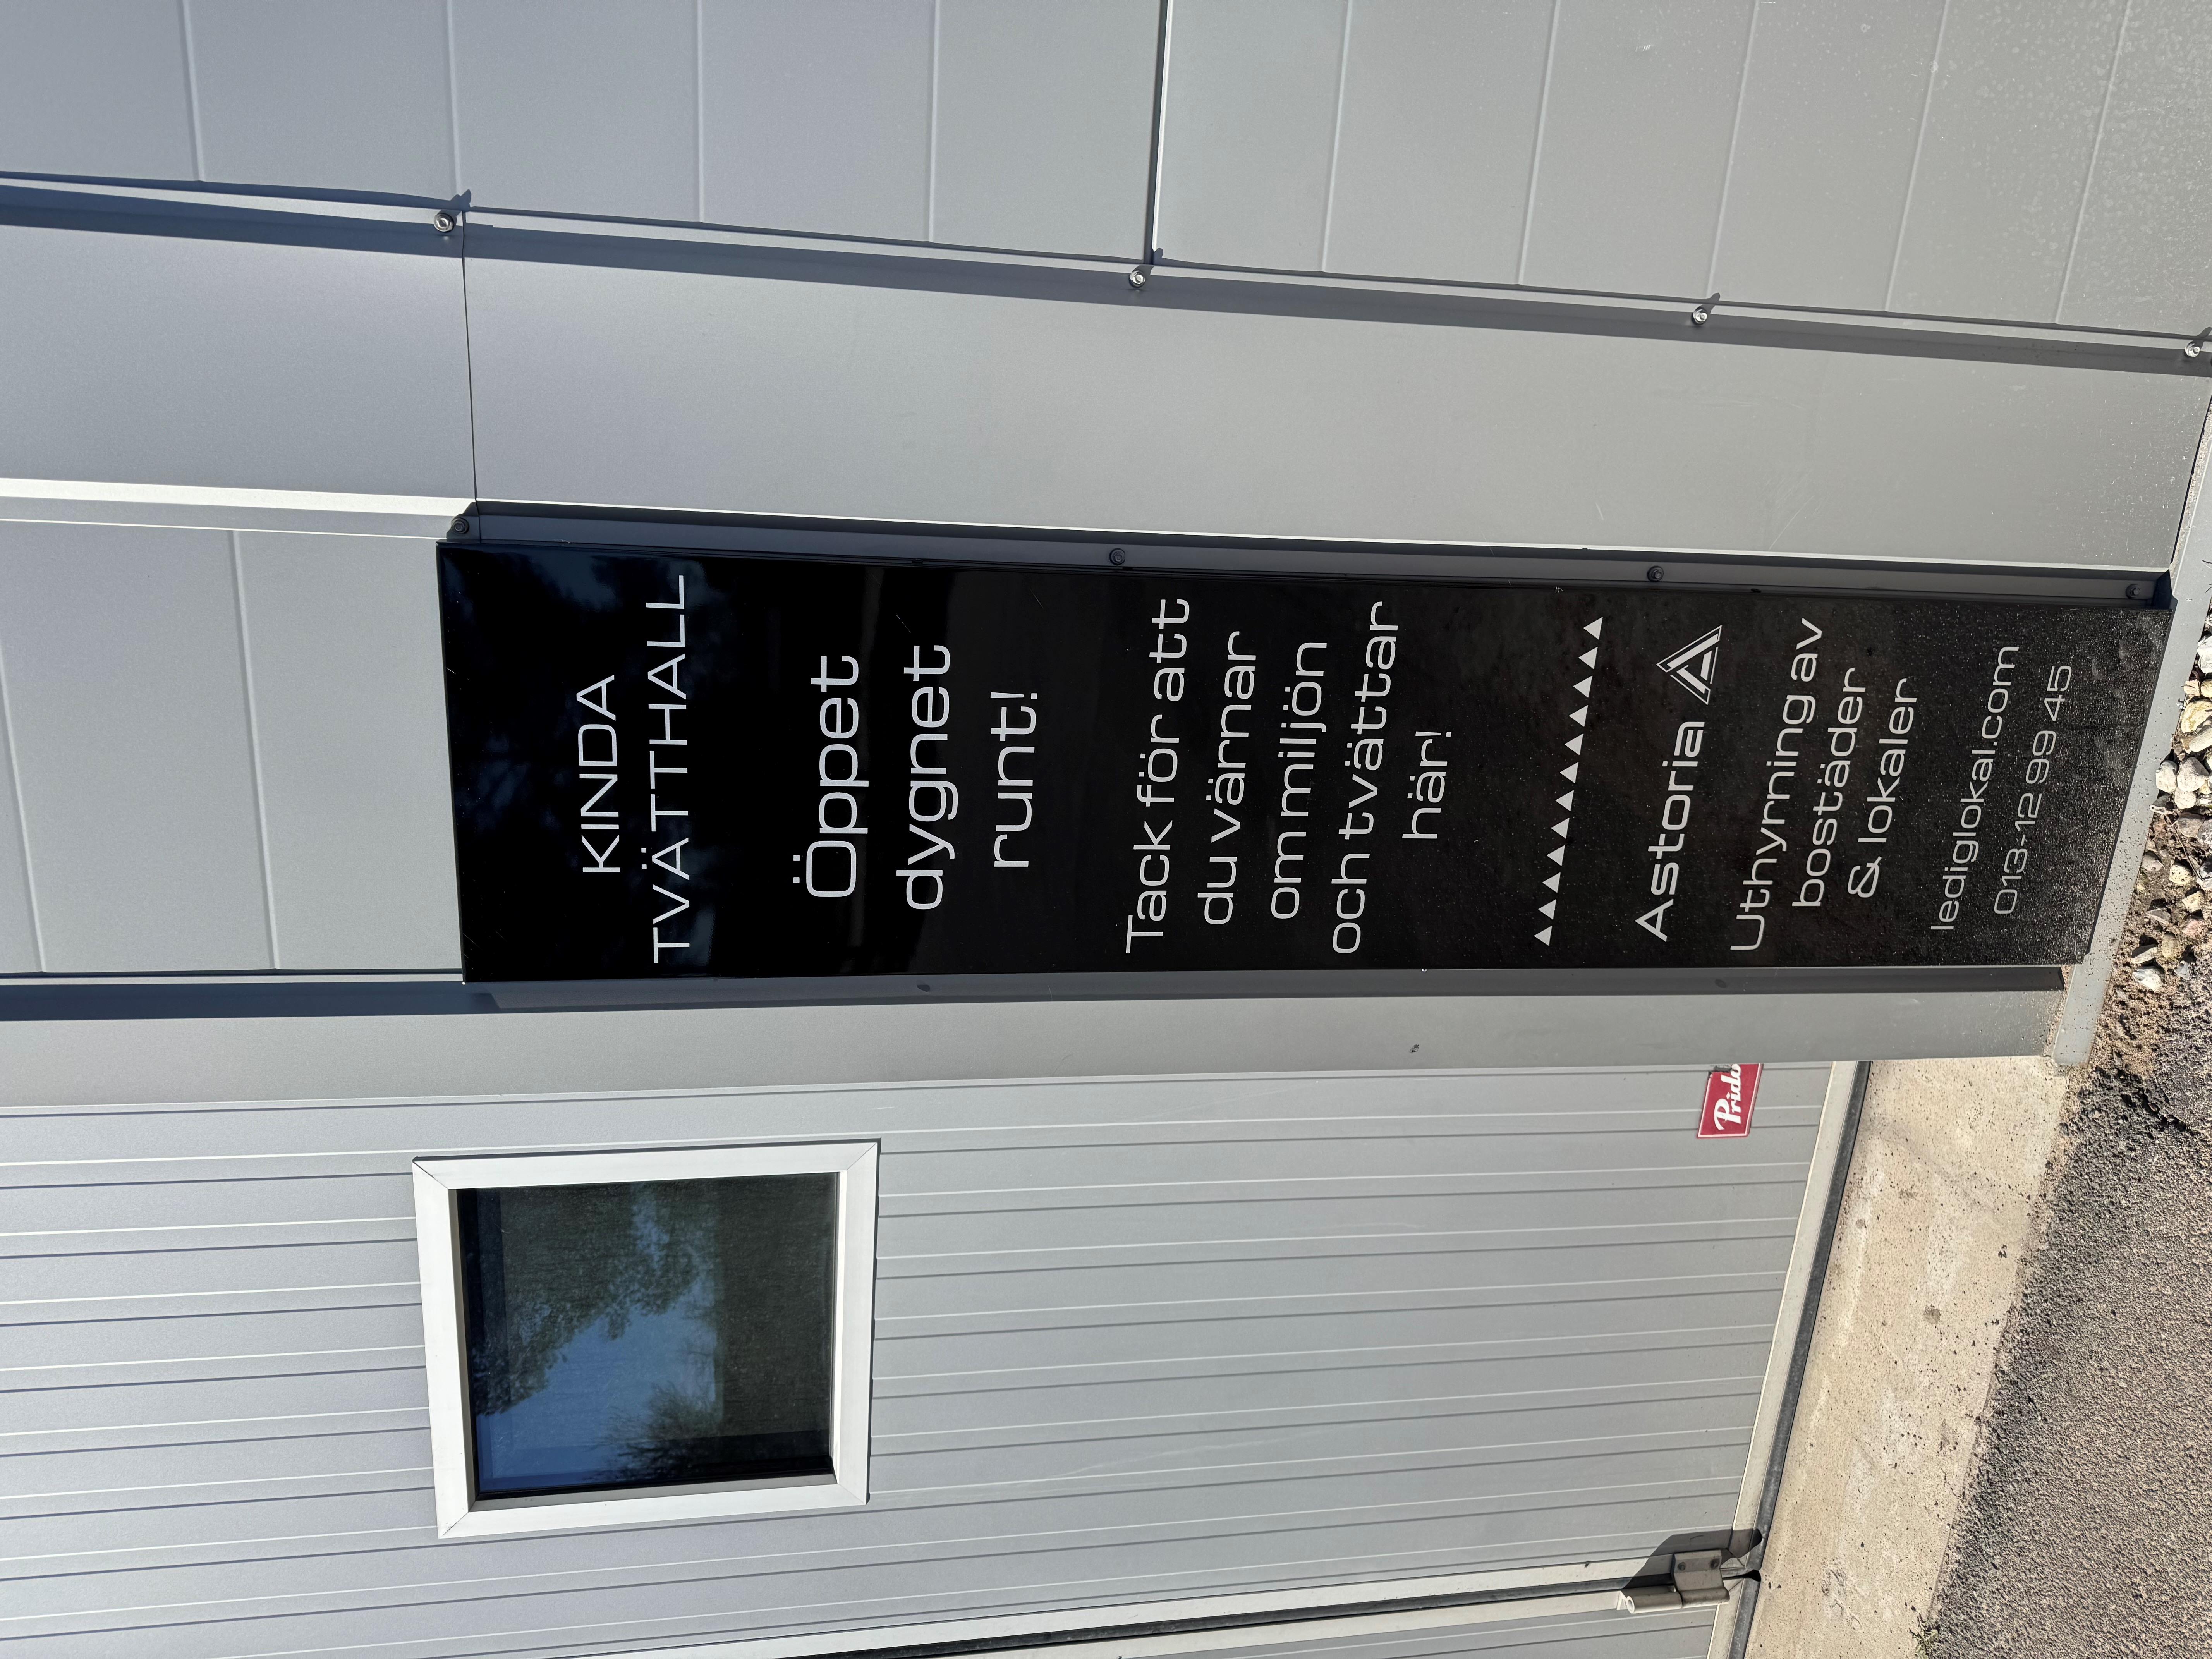 KINDA
TVÄTTHALL
Öppet
dygnet
runt!
Tack för att
du värnar
om miljön
och tvättar
här!
Astoria
Uthyrning av
bostäder
& lokaler
lediglokal.com
013-12 99 45
Prido